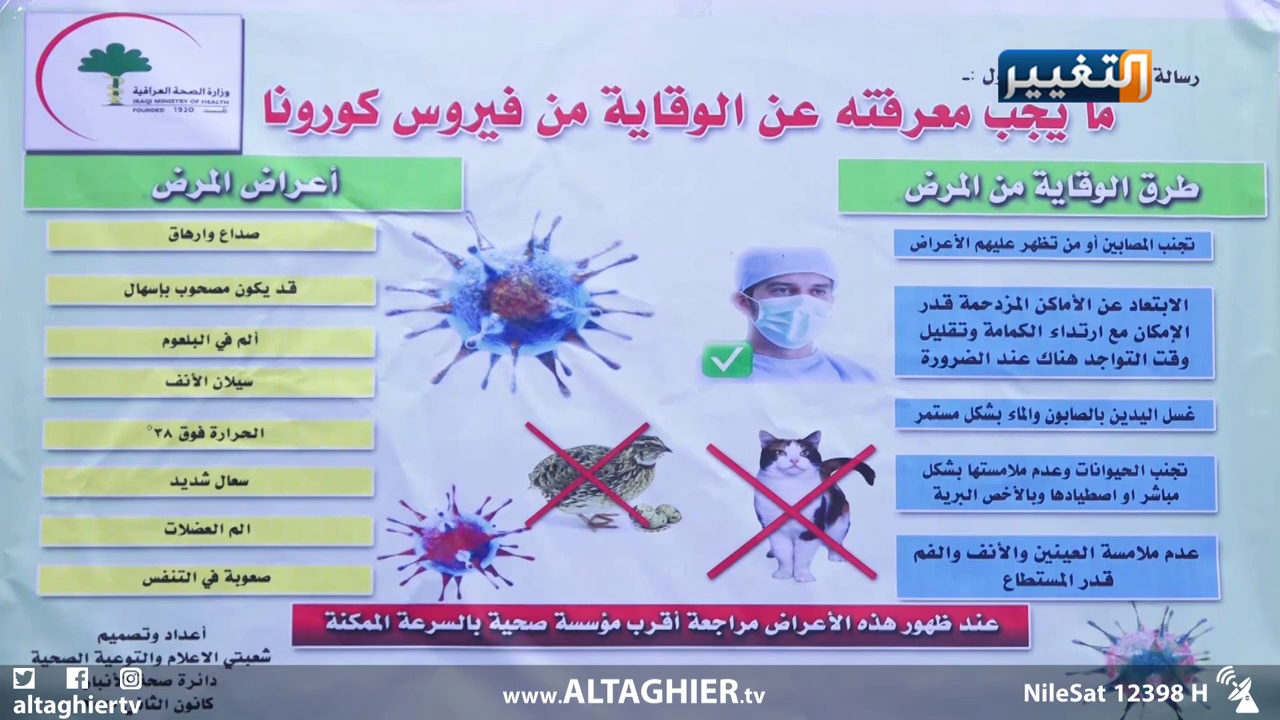 وزارة الصحة العراقية
IRAQI MINISTRY OF HEALTH
FOUNDED 1920
التغيير
رسالة
ول :ـ
ما يجب معرفته عن الوقاية من فيروس كورونا
طرق الوقاية من المرض
تجنب المصابين أو من تظهر عليهم الأعراض
الابتعاد عن الأماكن المزدحمة قدر
الإمكان مع ارتداء الكمامة وتقليل
وقت التواجد هناك عند الضرورة
غسل اليدين بالصابون والماء بشكل مستمر
تجنب الحيوانات وعدم ملامستها بشكل
مباشر او اصطيادها وبالأخص البرية
عدم ملامسة العينين والأنف والفم
قدر المستطاع
أعراض المرض
صداع وارهاق
قد يكون مصحوب بإسهال
ألم في البلعوم
سيلان الأنف
الحرارة فوق ٣٨°
سعال شديد
الم العضلات
صعوبة في التنفس
عند ظهور هذه الأعراض مراجعة أقرب مؤسسة صحية بالسرعة الممكنة
أعداد وتصميم
شعبتي الاعلام والتوعية الصحية
دائرة صحة
كانون
altaghiertv
www.ALTAGHIER.tv
NileSat 12398 H